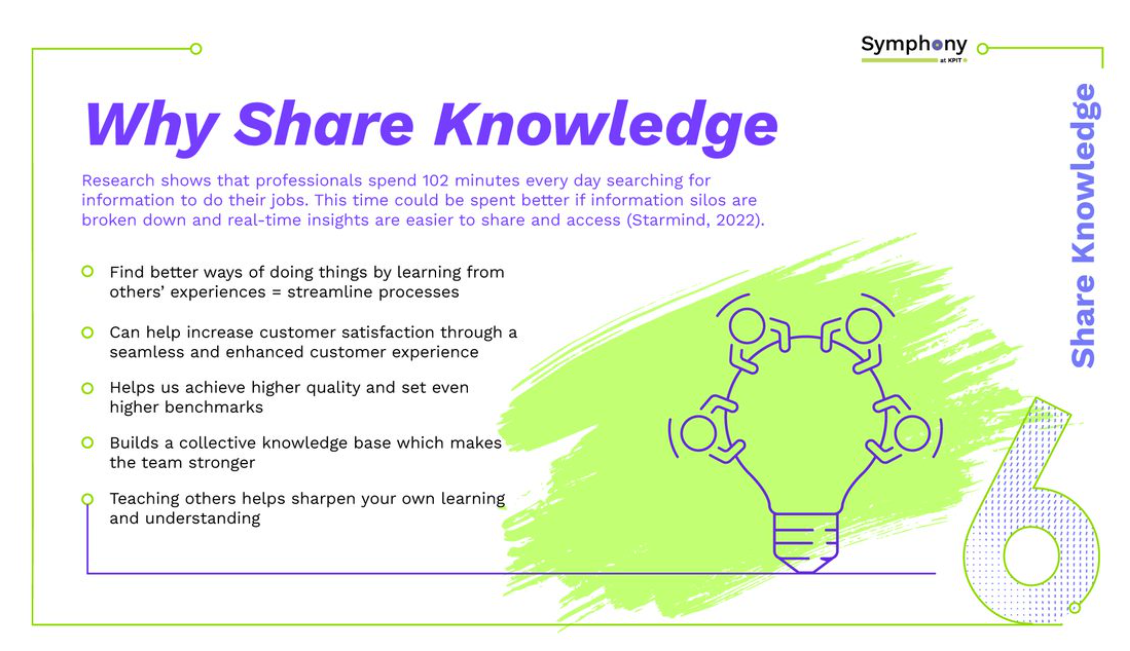 Symphony
at KPIT
Why Share Knowledge
Research shows that professionals spend 102 minutes every day searching for
information to do their jobs. This time could be spent better if information silos are
broken down and real-time insights are easier to share and access (Starmind, 2022).
Find better ways of doing things by learning from
others’ experiences = streamline processes
Can help increase customer satisfaction through a
seamless and enhanced customer experience
Helps us achieve higher quality and set even
higher benchmarks
Builds a collective knowledge base which makes
the team stronger
Teaching others helps sharpen your own learning
and understanding
Share Knowledge
6